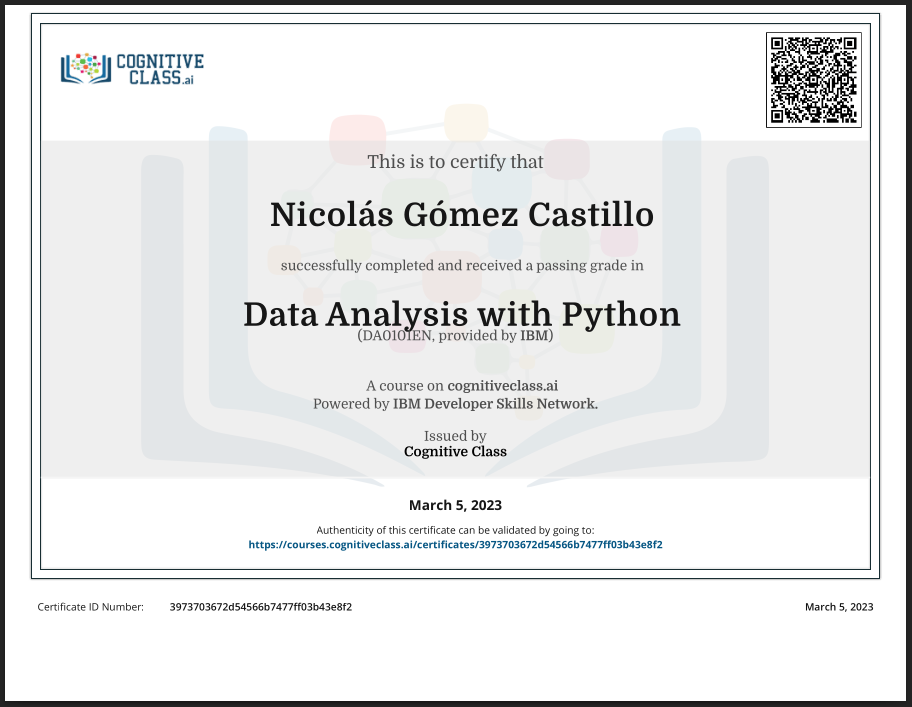 COGNITIVE
CLASS.ai
This is to certify that
Nicolás Gómez Castillo
successfully completed and received a passing grade in
Data Analysis with Python
(DA0101EN, provided by IBM)
A course on cognitiveclass.ai
Powered by IBM Developer Skills Network.
Issued by
Cognitive Class
March 5, 2023
Authenticity of this certificate can be validated by going to:
https://courses.cognitiveclass.ai/certificates/3973703672d54566b7477ff03b43e8f2
Certificate ID Number: 3973703672d54566b7477ff03b43e8f2 March 5, 2023